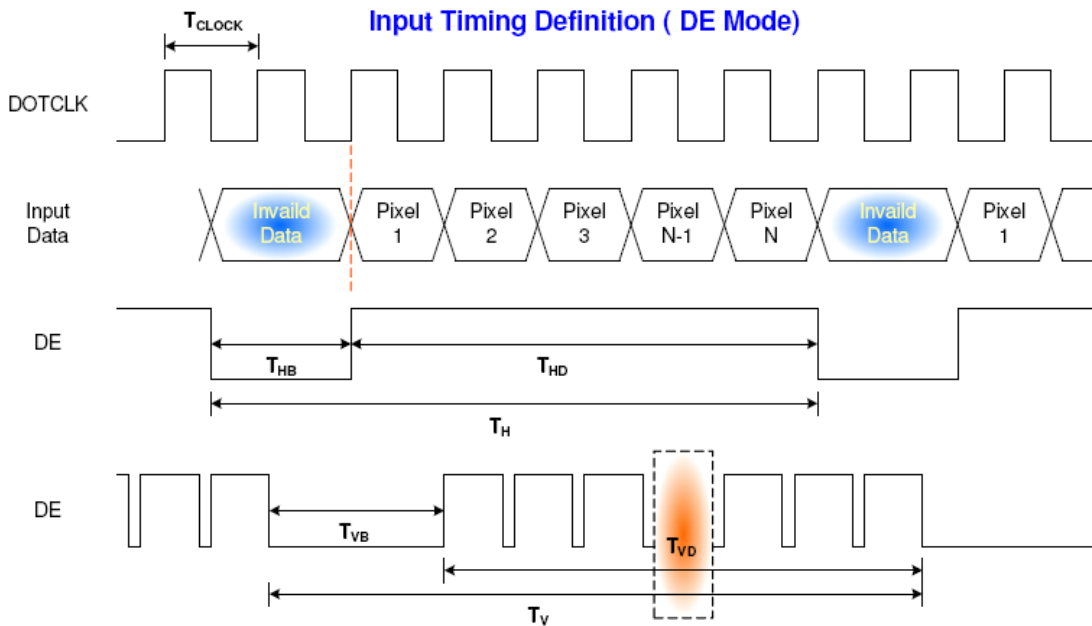 Input Timing Definition ( DE Mode)
TCLOCK
DOTCLK
Input
Data
Invaild
Data
Pixel
1
Pixel
2
Pixel
3
Pixel
N-1
Pixel
N
Invaild
Data
Pixel
1
DE
THB
THD
TH
DE
TVB
TVD
TV